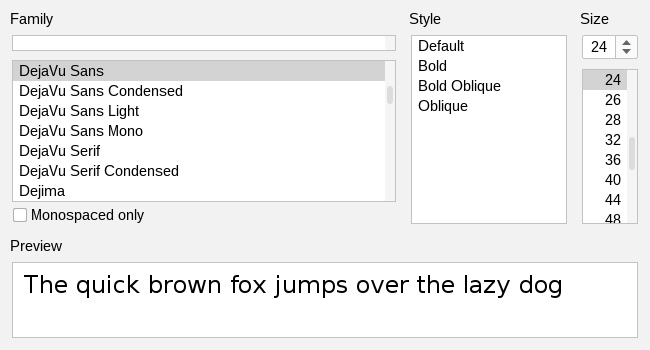 Family
Style
Size
24
DejaVu Sans
DejaVu Sans Condensed
DejaVu Sans Light
DejaVu Sans Mono
DejaVu Serif
DejaVu Serif Condensed
Dejima
Default
Bold
Bold Oblique
Oblique
24
26
28
32
36
40
44
48
Monospaced only
Preview
The quick brown fox jumps over the lazy dog